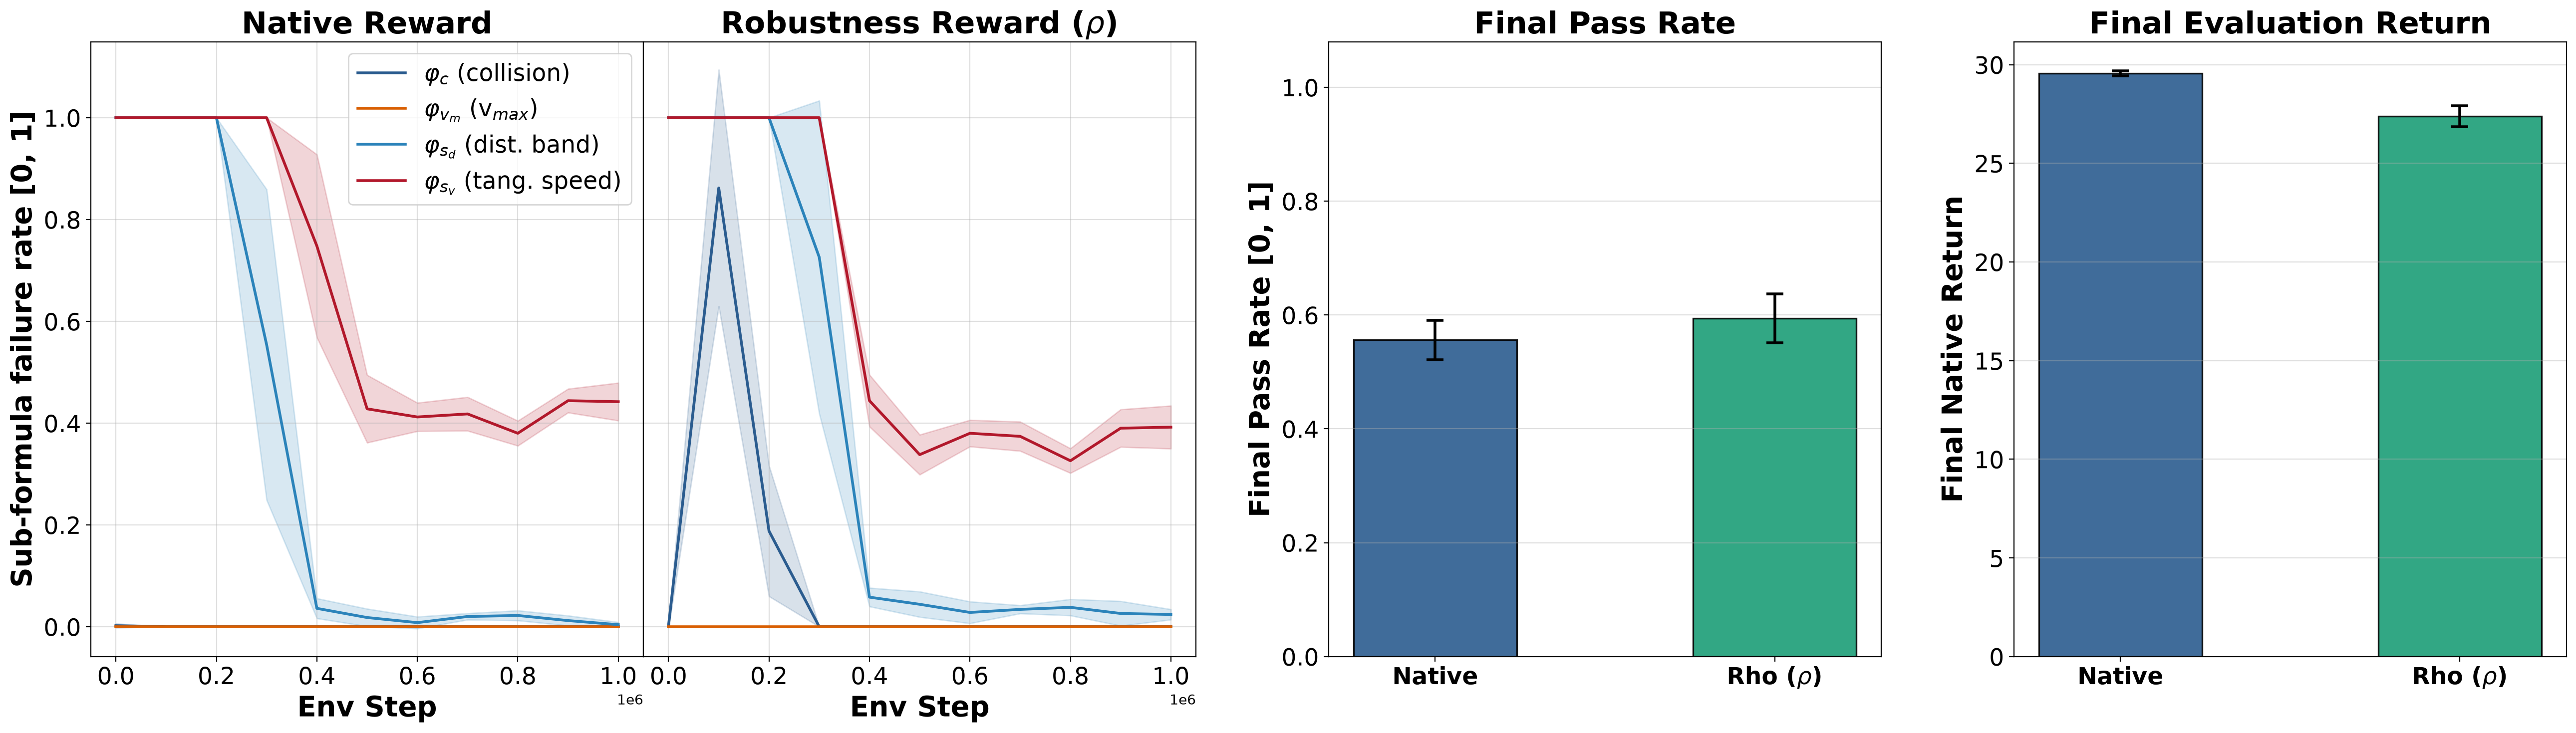 Native Reward
Sub-formula failure rate [0, 1]
1.0
0.8
0.6
0.4
0.2
0.0
φc (collision)
φvm (vmax)
φsd (dist. band)
φsv (tang. speed)
0.0 0.2 0.4 0.6 0.8 1.0
1e6
Env Step
Robustness Reward (ρ)
0.0 0.2 0.4 0.6 0.8 1.0
1e6
Env Step
Final Pass Rate
Final Pass Rate [0, 1]
1.0
0.8
0.6
0.4
0.2
0.0
Native Rho (ρ)
Final Evaluation Return
Final Native Return
30
25
20
15
10
5
0
Native Rho (ρ)